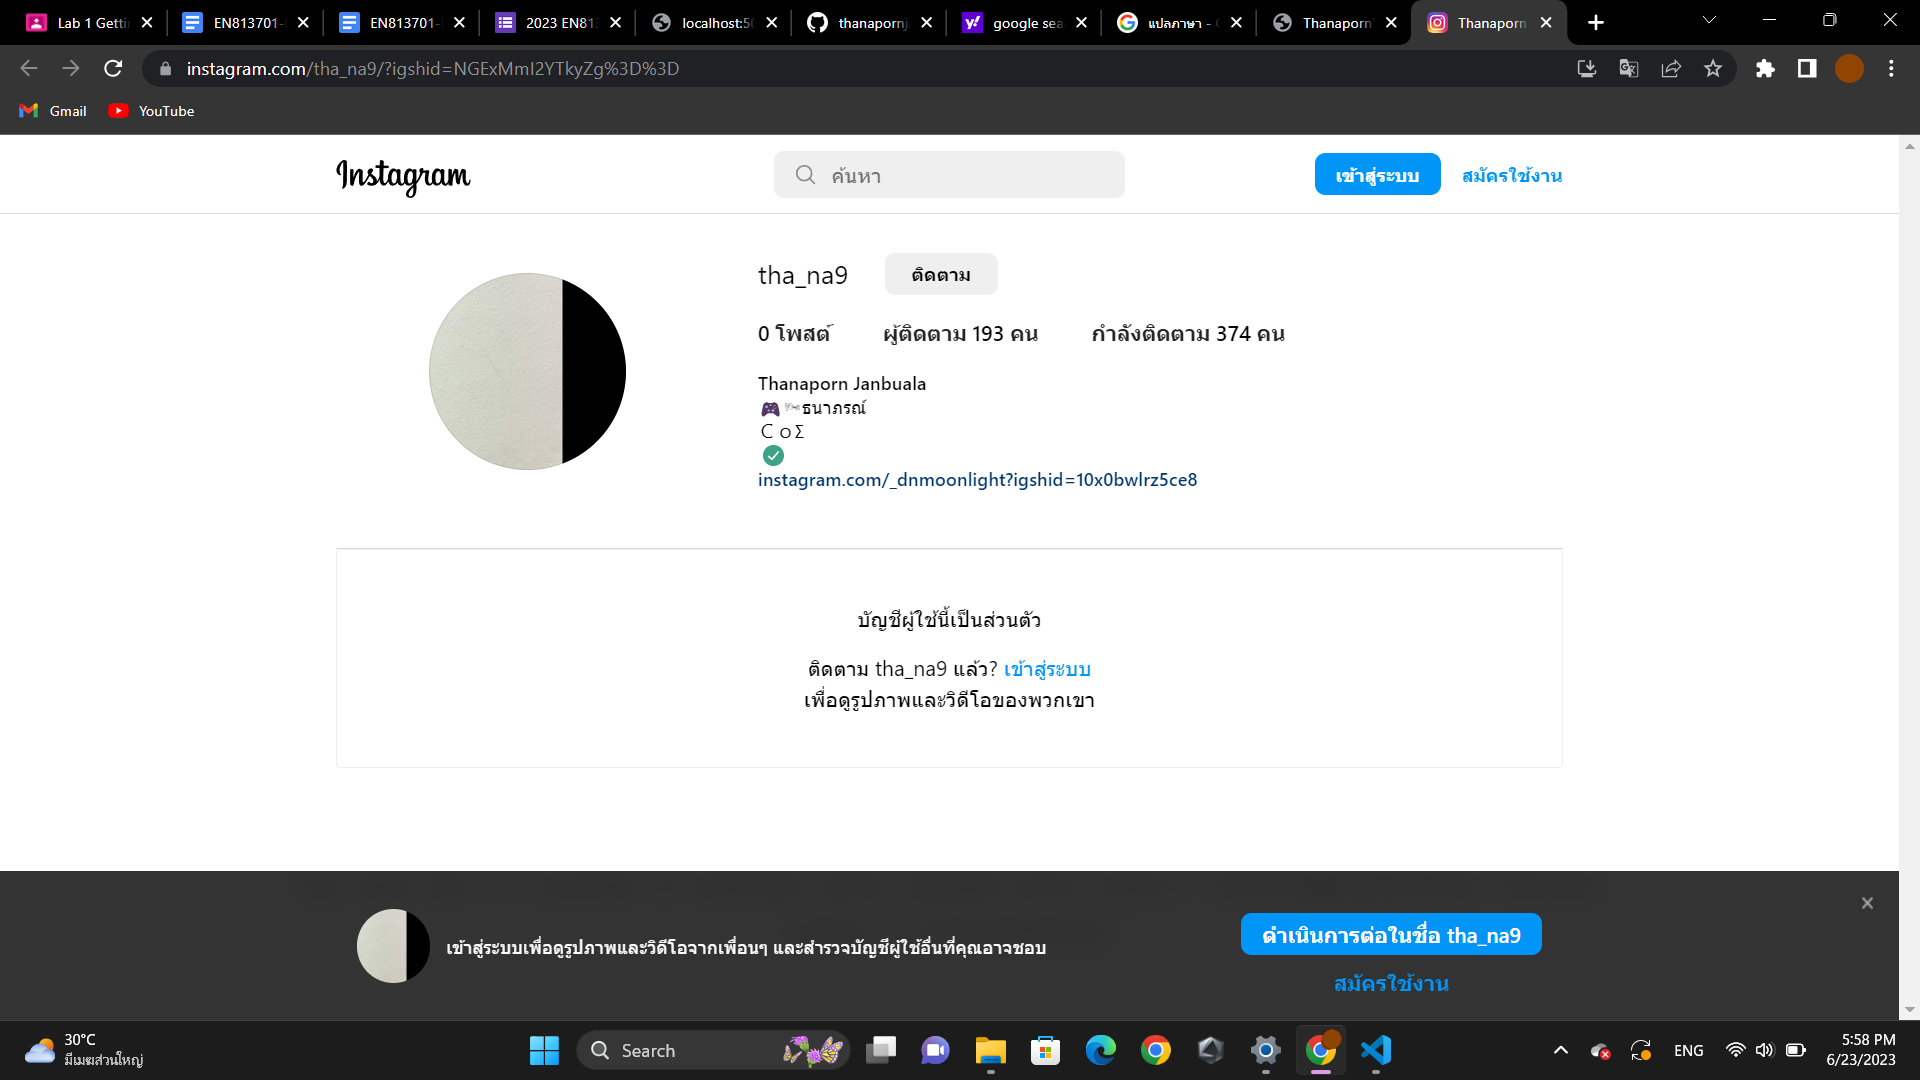 Lab 1 Gettin
EN813701-
EN813701-
2023 EN813
localhost:50
thanapornj
google sea
แปลภาษา - G
Thanaporn
Thanaporn
instagram.com/tha_na9/?igshid=NGExMmI2YTkyZg%3D%3D
Gmail
YouTube
Instagram
ค้นหา
เข้าสู่ระบบ
สมัครใช้งาน
tha_na9
ติดตาม
0 โพสต์
ผู้ติดตาม 193 คน
กำลังติดตาม 374 คน
Thanaporn Janbuala
🎮🔫ธนาภรณ์
C o Σ
instagram.com/_dnmoonlight?igshid=10x0bwlrz5ce8
บัญชีผู้ใช้นี้เป็นส่วนตัว
ติดตาม tha_na9 แล้ว? เข้าสู่ระบบ
เพื่อดูรูปภาพและวิดีโอของพวกเขา
เข้าสู่ระบบเพื่อดูรูปภาพและวิดีโอจากเพื่อนๆ และสำรวจบัญชีผู้ใช้อื่นที่คุณอาจชอบ
ดำเนินการต่อในชื่อ tha_na9
สมัครใช้งาน
30°C
มีเมฆส่วนใหญ่
Search
ENG
5:58 PM
6/23/2023